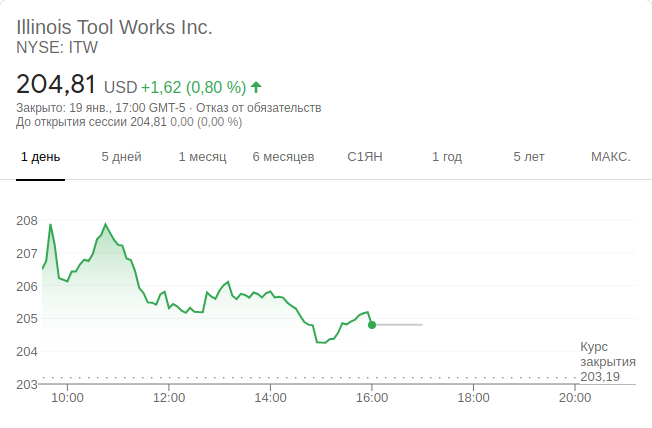 Illinois Tool Works Inc.
NYSE: ITW
204,81 USD +1,62 (0,80 %)
Закрыто: 19 янв., 17:00 GMT-5 · Отказ от обязательств
До открытия сессии 204,81 0,00 (0,00 %)
1 день 5 дней 1 месяц 6 месяцев С1ЯН 1 год 5 лет МАКС.
208
207
206
205
204
Курс
закрытия
203,19
203
10:00 12:00 14:00 16:00 18:00 20:00